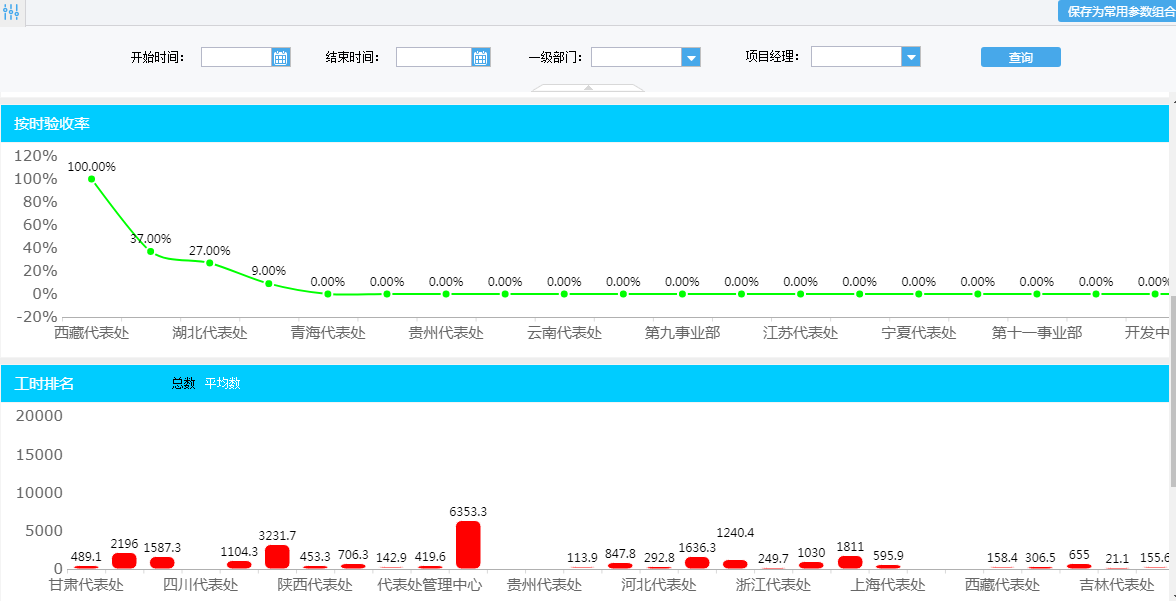 保存为常用参数组合
开始时间： 结束时间： 一级部门： 项目经理： 查询
按时验收率
120%
100%
80%
60%
40%
20%
0%
-20%
100.00% 37.00% 27.00% 9.00% 0.00% 0.00% 0.00% 0.00% 0.00% 0.00% 0.00% 0.00% 0.00% 0.00% 0.00% 0.00% 0.00% 0.00% 0.00%
西藏代表处 湖北代表处 青海代表处 贵州代表处 云南代表处 第九事业部 江苏代表处 宁夏代表处 第十一事业部 开发中
工时排名 总数 平均数
20000
15000
10000
5000
0
489.1 2196 1587.3 1104.3 3231.7 453.3 706.3 142.9 419.6 6353.3 113.9 847.8 292.8 1636.3 1240.4 249.7 1030 1811 595.9 158.4 306.5 655 21.1 155.6
甘肃代表处 四川代表处 陕西代表处 代表处管理中心 贵州代表处 河北代表处 浙江代表处 上海代表处 西藏代表处 吉林代表处